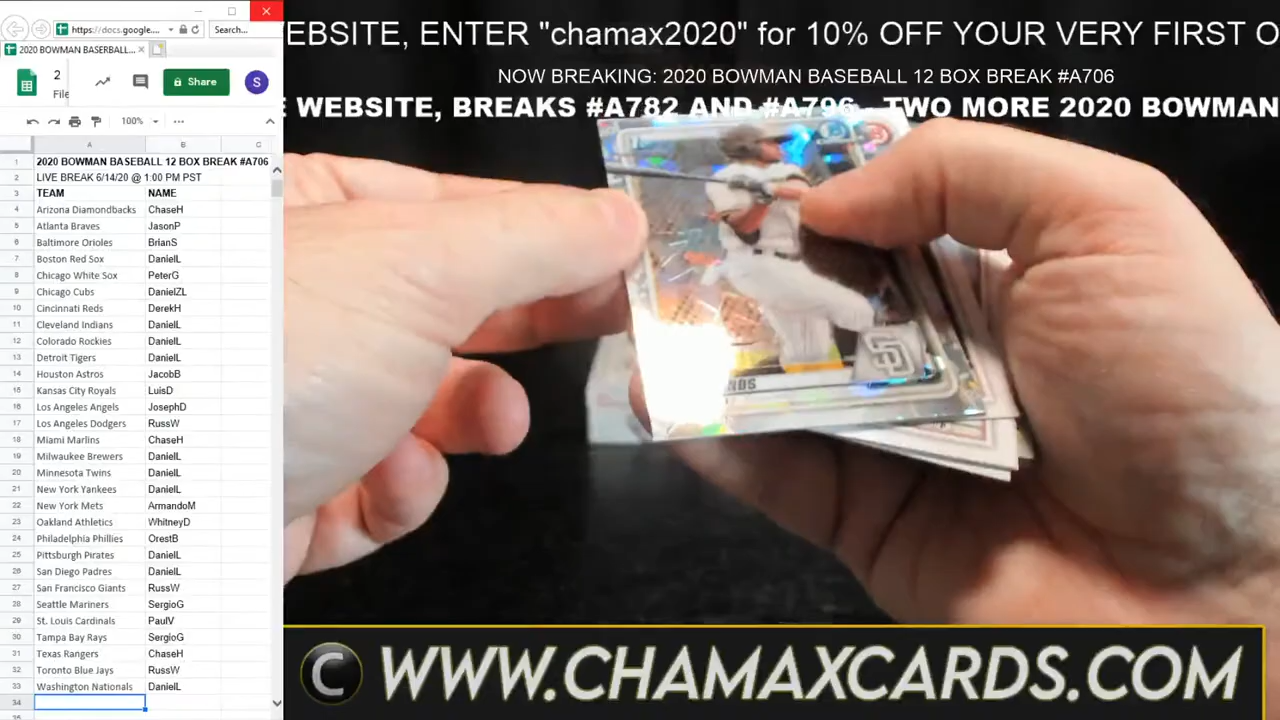 https://docs.google....
Search...
2020 BOWMAN BASEBALL...
2
File
Share
S
100%
A B C
1 2020 BOWMAN BASEBALL 12 BOX BREAK #A706
2 LIVE BREAK 6/14/20 @ 1:00 PM PST
3 TEAM NAME
4 Arizona Diamondbacks ChaseH
5 Atlanta Braves JasonP
6 Baltimore Orioles BrianS
7 Boston Red Sox DanielL
8 Chicago White Sox PeterG
9 Chicago Cubs DanielZL
10 Cincinnati Reds DerekH
11 Cleveland Indians DanielL
12 Colorado Rockies DanielL
13 Detroit Tigers DanielL
14 Houston Astros JacobB
15 Kansas City Royals LuisD
16 Los Angeles Angels JosephD
17 Los Angeles Dodgers RussW
18 Miami Marlins ChaseH
19 Milwaukee Brewers DanielL
20 Minnesota Twins DanielL
21 New York Yankees DanielL
22 New York Mets ArmandoM
23 Oakland Athletics WhitneyD
24 Philadelphia Phillies OrestB
25 Pittsburgh Pirates DanielL
26 San Diego Padres DanielL
27 San Francisco Giants RussW
28 Seattle Mariners SergioG
29 St. Louis Cardinals PaulV
30 Tampa Bay Rays SergioG
31 Texas Rangers ChaseH
32 Toronto Blue Jays RussW
33 Washington Nationals DanielL
34
EBSITE, ENTER "chamax2020" for 10% OFF YOUR VERY FIRST O
NOW BREAKING: 2020 BOWMAN BASEBALL 12 BOX BREAK #A706
E WEBSITE, BREAKS #A782 AND #A796 - TWO MORE 2020 BOWMAN
NDS
SD
C WWW.CHAMAXCARDS.COM